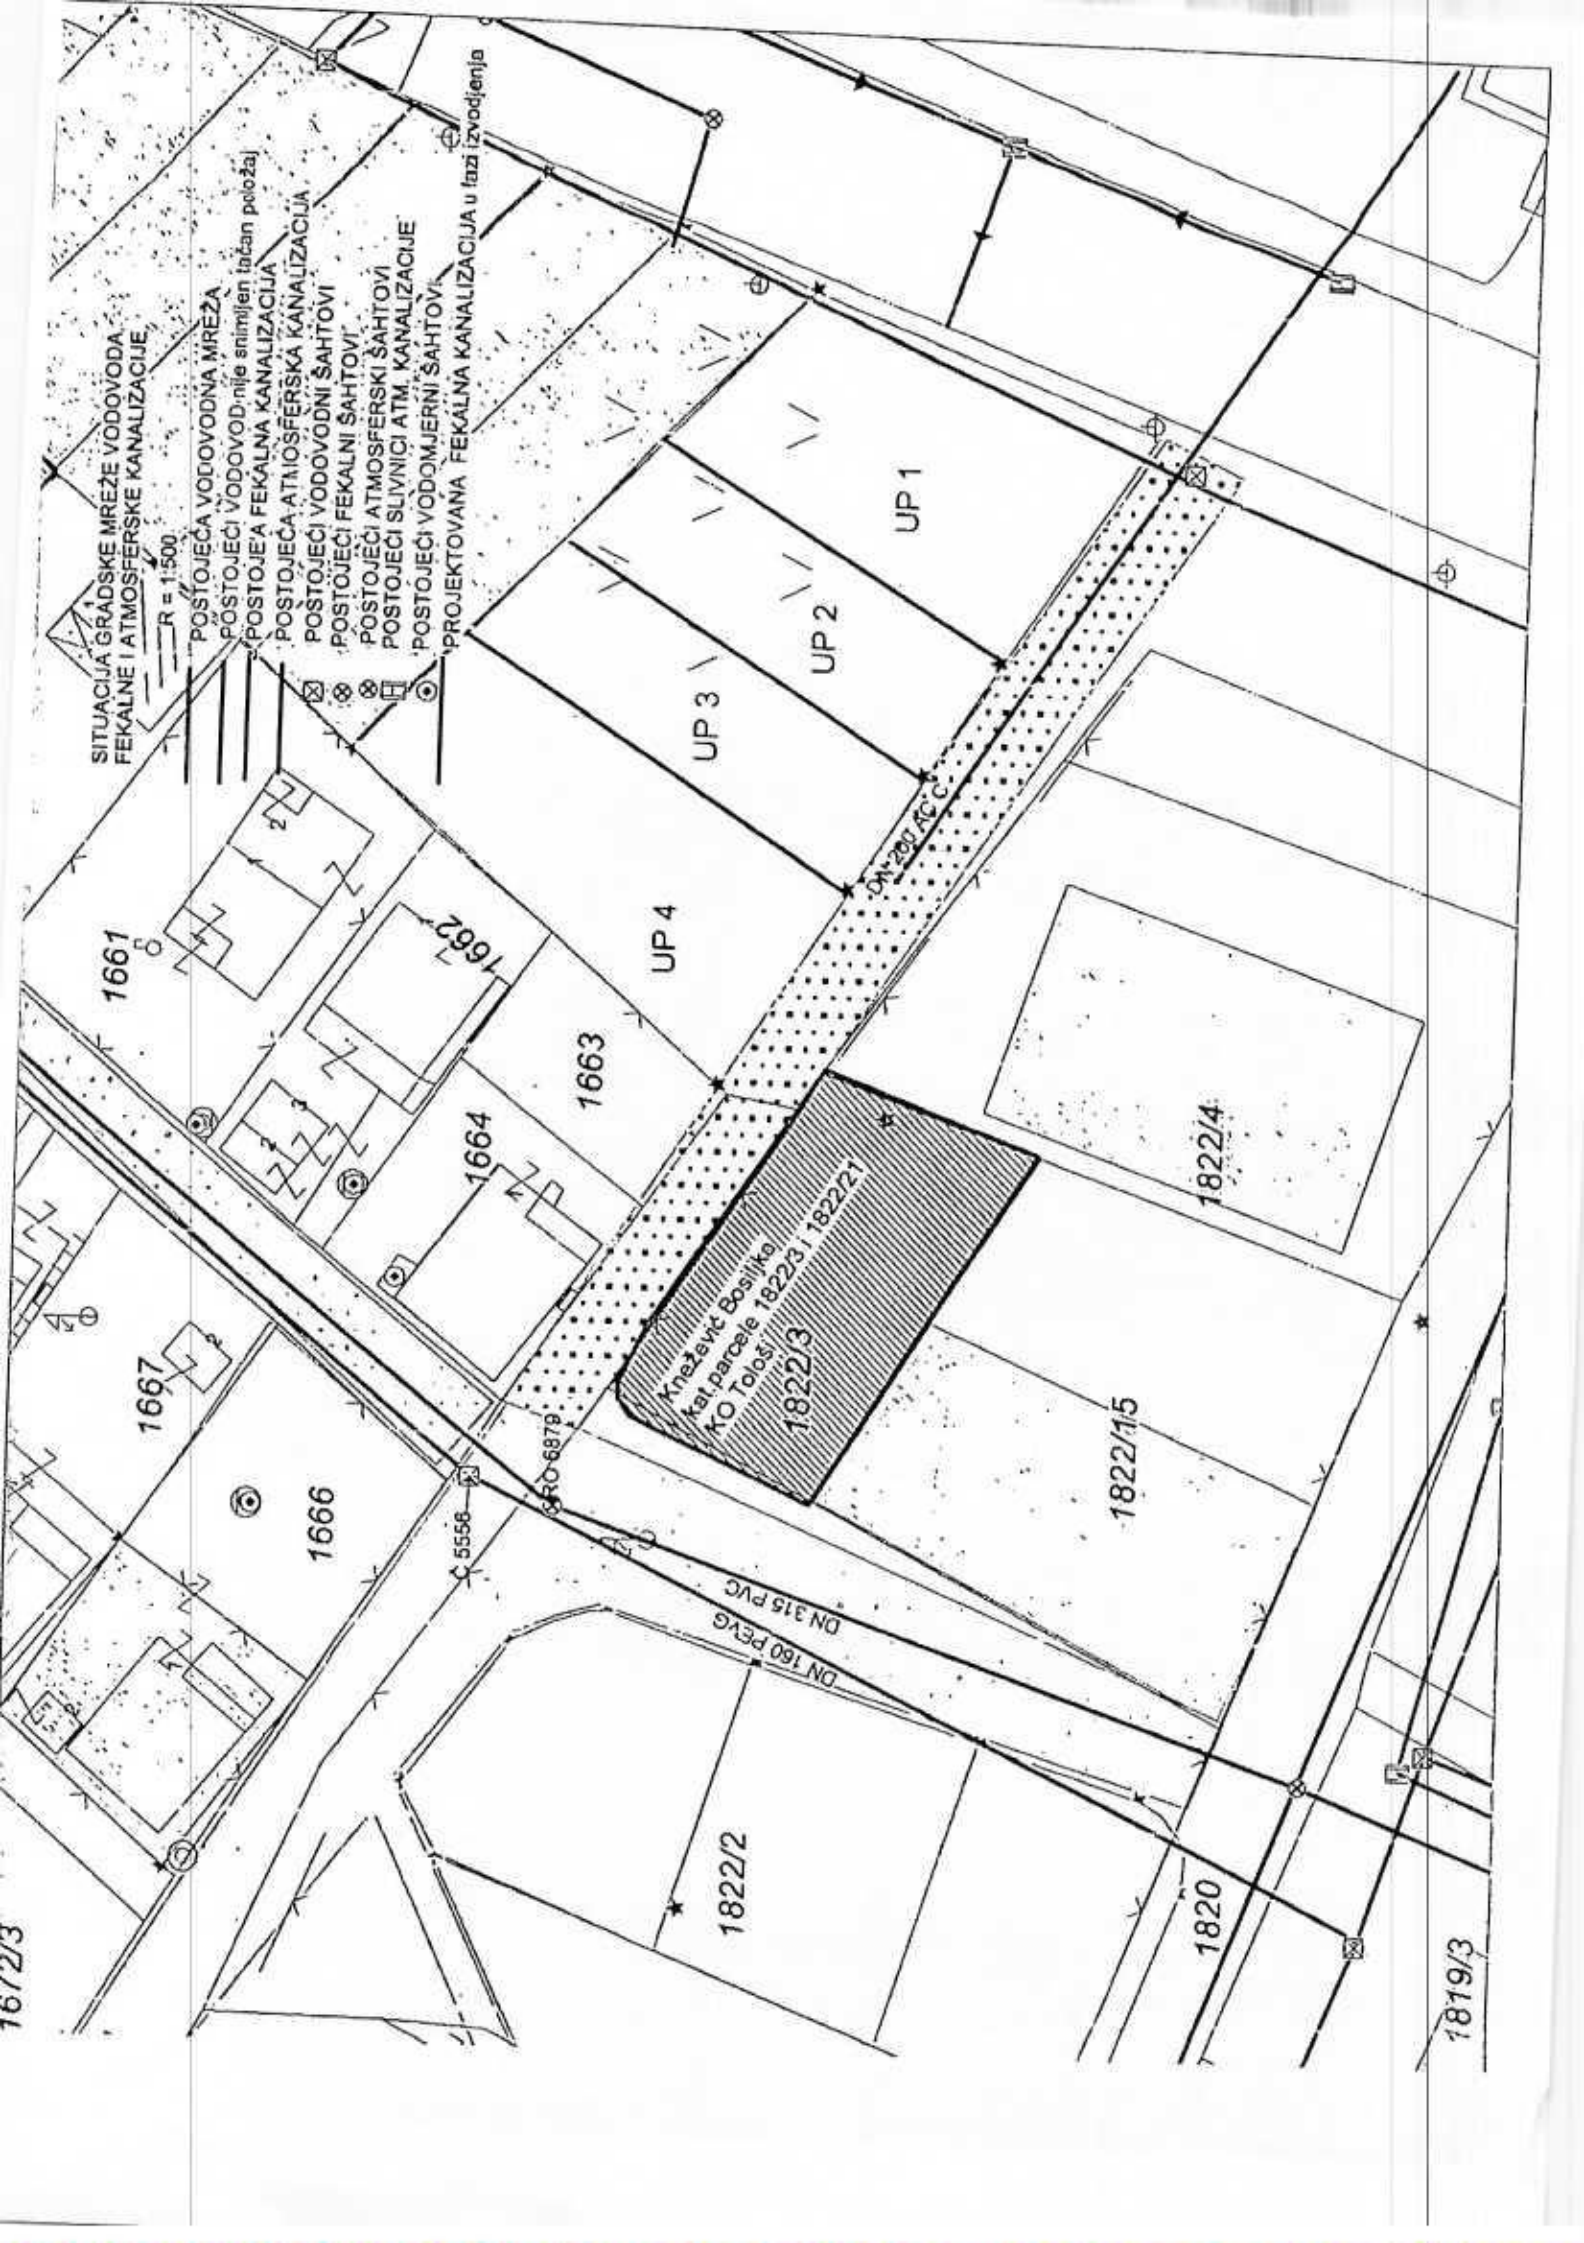 SITUACIJA GRADSKE MREŽE VODOVODA,
FEKALNE I ATMOSFERSKE KANALIZACIJE
R = 1:500
POSTOJEĆA VODOVODNA MREŽA
POSTOJEĆI VODOVOD nije snimljen tačan položaj
POSTOJE'A FEKALNA KANALIZACIJA
POSTOJEĆA ATMOSFERSKA KANALIZACIJA
POSTOJEĆI VODOVODNI ŠAHTOVI
POSTOJEĆI FEKALNI ŠAHTOVI
POSTOJEĆI ATMOSFERSKI ŠAHTOVI
POSTOJEĆI SLIVNICI ATM. KANALIZACIJE
POSTOJEĆI VODOMJERNI ŠAHTOVI
PROJEKTOVANA FEKALNA KANALIZACIJA u fazi izvodjenja
1661
1662
1663
1664
1667
1666
1672/3
UP 1
UP 2
UP 3
UP 4
DN 200 AC C
Knežević Bosiljka
kat.parcele 1822/3 i 1822/21
KO Tološi
1822/3
1822/4
1822/15
RO 6879
Č 5556
DN 315 PVC
DN 160 PEVG
1822/2
1820
1819/3